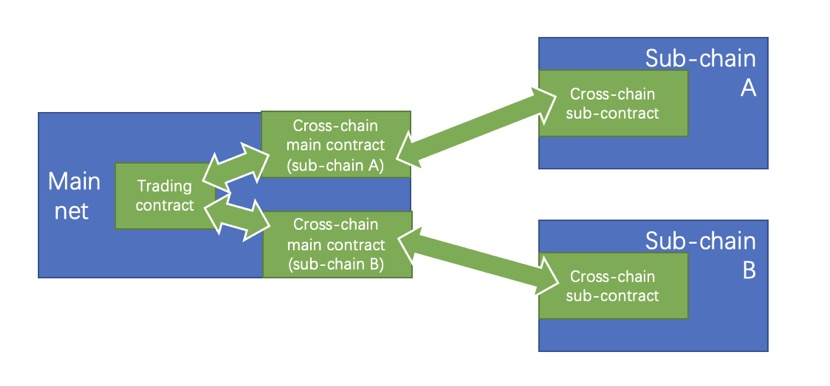 Main
net
Trading
contract
Cross-chain
main contract
(sub-chain A)
Cross-chain
main contract
(sub-chain B)
Sub-chain
A
Cross-chain
sub-contract
Sub-chain
B
Cross-chain
sub-contract